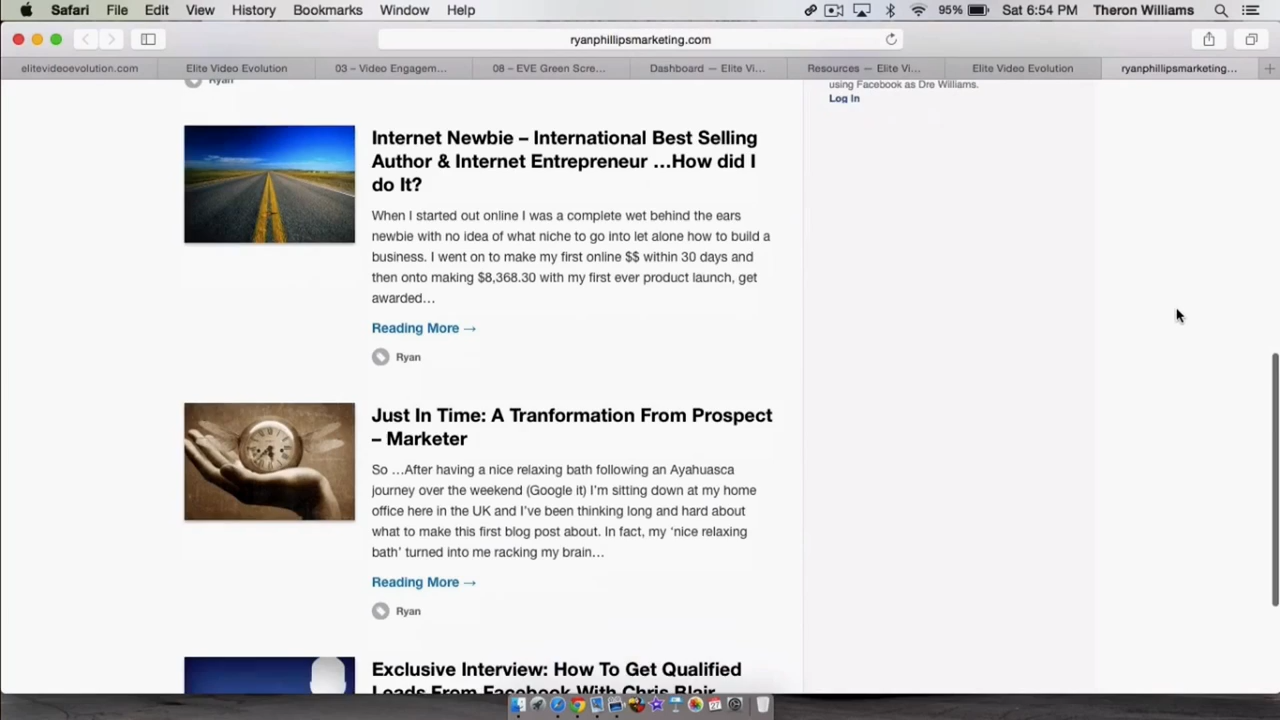 Safari File Edit View History Bookmarks Window Help 95% Sat 6:54 PM Theron Williams
ryanphillipsmarketing.com
elitevideoevolution.com Elite Video Evolution 03 – Video Engagem... 08 – EVE Green Scre... Dashboard — Elite Vi... Resources — Elite Vi... Elite Video Evolution ryanphillipsmarketing....
Ryan
using Facebook as Dre Williams.
Log In
Internet Newbie – International Best Selling
Author & Internet Entrepreneur …How did I
do It?
When I started out online I was a complete wet behind the ears
newbie with no idea of what niche to go into let alone how to build a
business. I went on to make my first online $$ within 30 days and
then onto making $8,368.30 with my first ever product launch, get
awarded…
Reading More →
Ryan
Just In Time: A Tranformation From Prospect
– Marketer
So …After having a nice relaxing bath following an Ayahuasca
journey over the weekend (Google it) I'm sitting down at my home
office here in the UK and I've been thinking long and hard about
what to make this first blog post about. In fact, my 'nice relaxing
bath' turned into me racking my brain…
Reading More →
Ryan
Exclusive Interview: How To Get Qualified
Leads From Facebook With Chris Blair